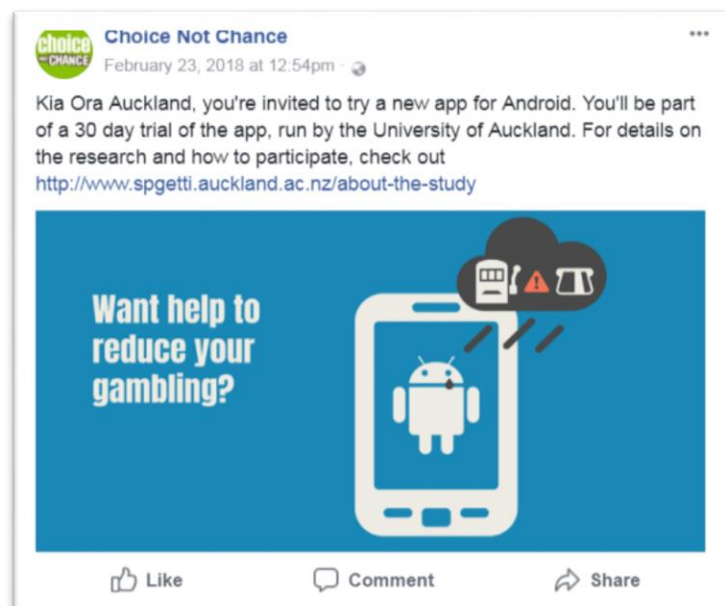 choice
NOT CHANCE
Choice Not Chance
February 23, 2018 at 12:54pm ·
Kia Ora Auckland, you're invited to try a new app for Android. You'll be part
of a 30 day trial of the app, run by the University of Auckland. For details on
the research and how to participate, check out
http://www.spgetti.auckland.ac.nz/about-the-study
Want help to
reduce your
gambling?
Like Comment Share